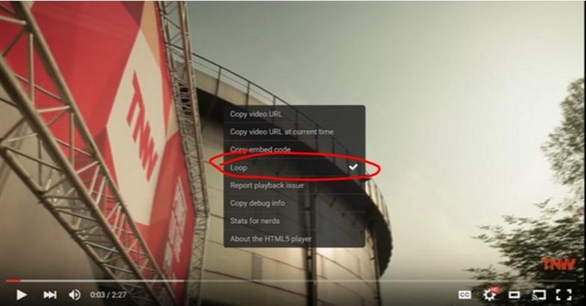 TNW
Copy video URL
Copy video URL at current time
Copy embed code
Loop
Report playback issue
Copy debug info
Stats for nerds
About the HTML5 player
TNW
0:03 / 2:27
CC